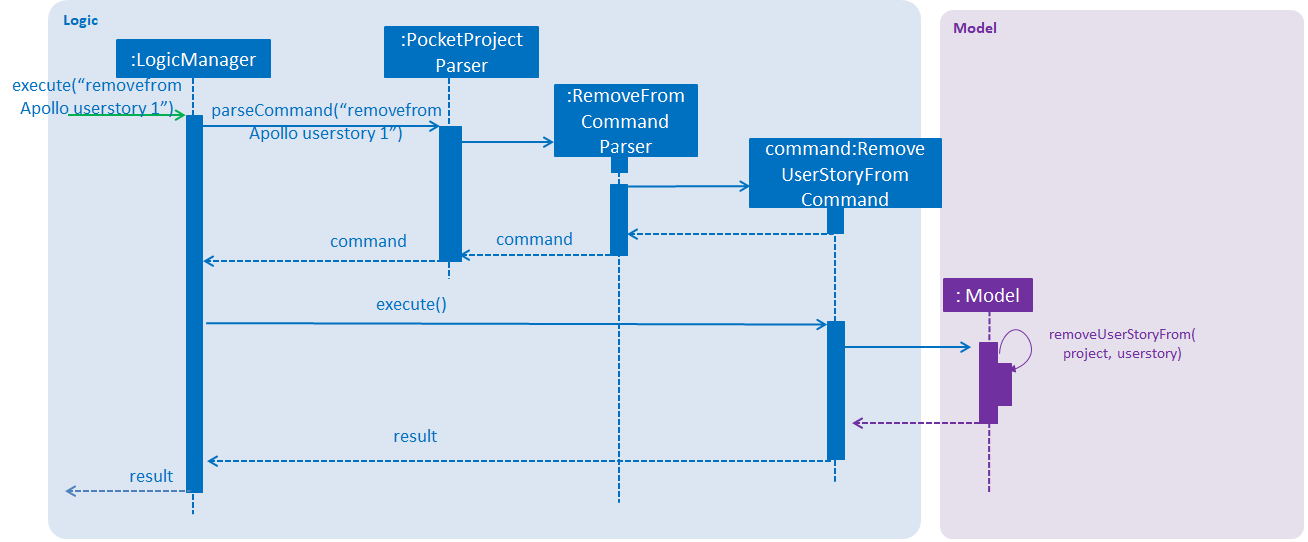 Logic
Model
:PocketProject
Parser
:LogicManager
execute(“removefrom
Apollo userstory 1”)
parseCommand(“removefrom
Apollo userstory 1”)
:RemoveFrom
Command
Parser
command:Remove
UserStoryFrom
Command
command
command
: Model
execute()
removeUserStoryFrom(
project, userstory)
result
result